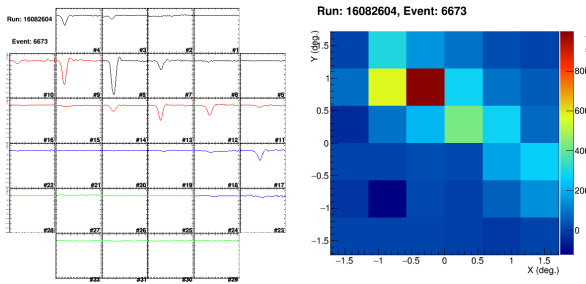 Run: 16082604
Event: 6673
#4 #3 #2 #1
#10 #9 #8 #7 #6 #5
#16 #15 #14 #13 #12 #11
#22 #21 #20 #19 #18 #17
#28 #27 #26 #25 #24 #23
#32 #31 #30 #29
Run: 16082604, Event: 6673
Y (deg.)
1.5
1
0.5
0
−0.5
−1
−1.5
−1.5 −1 −0.5 0 0.5 1 1.5
X (deg.)
800
600
400
200
0